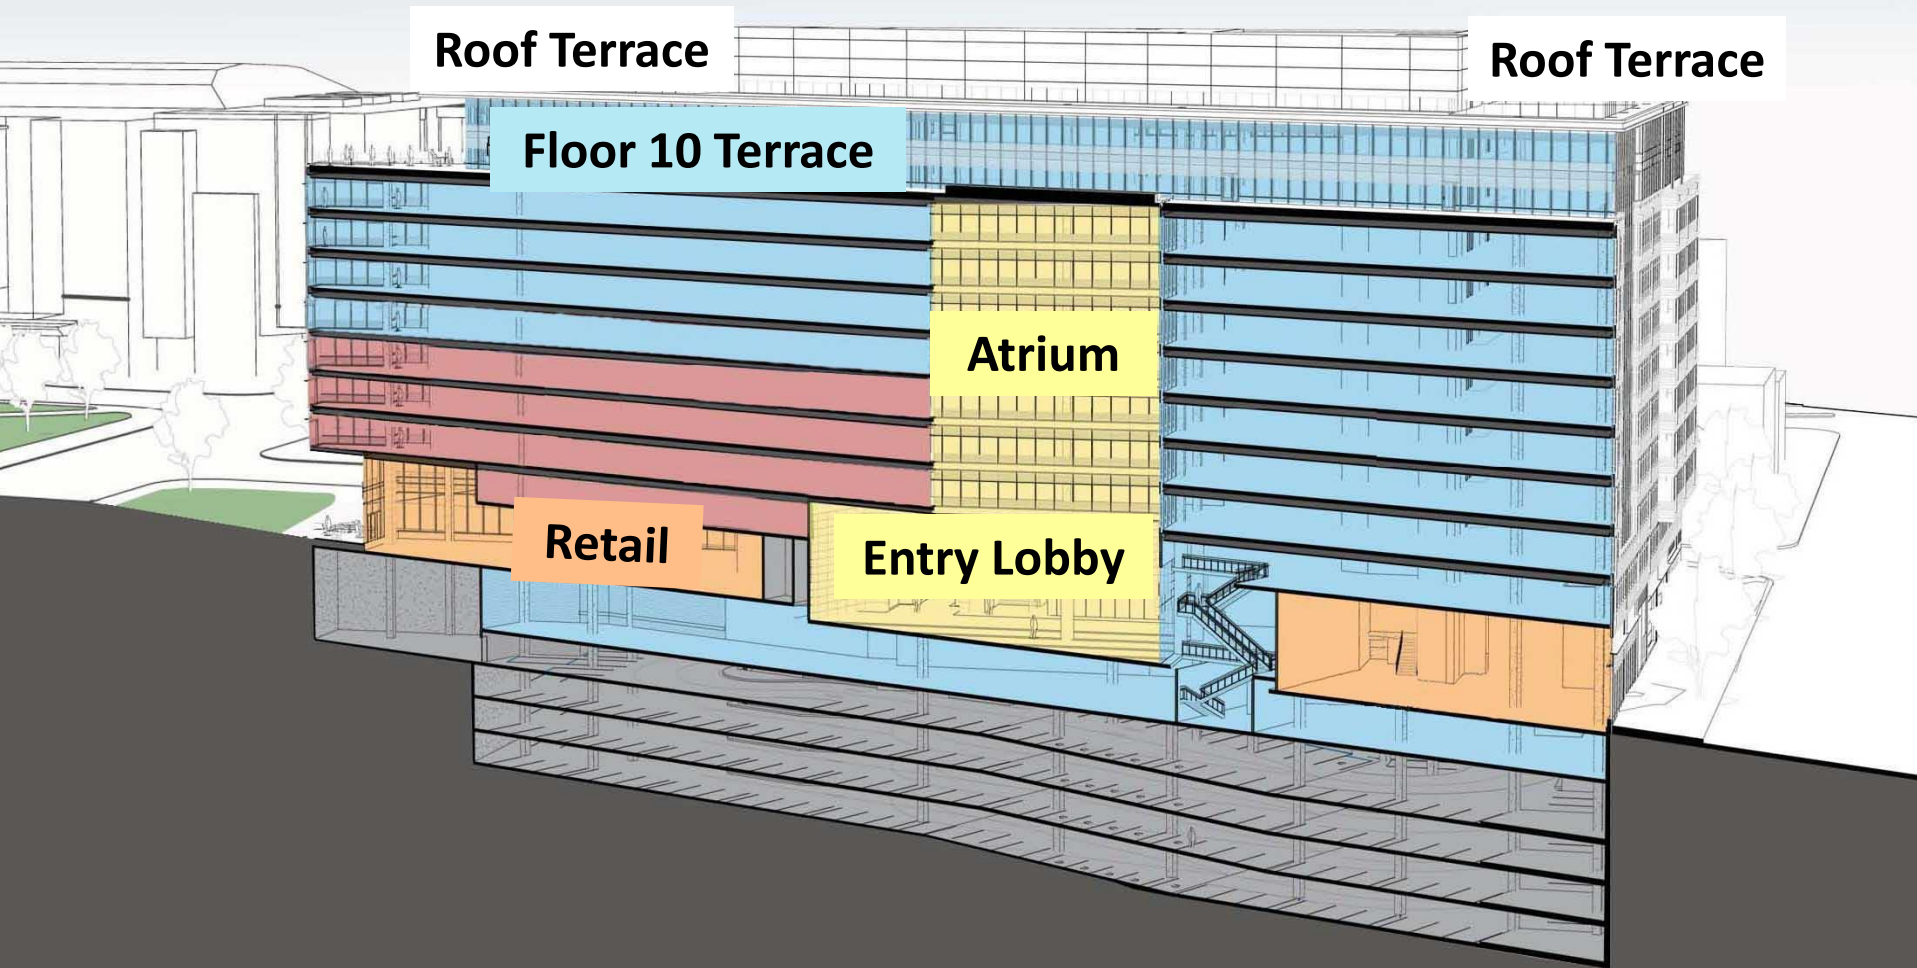 Roof Terrace
Roof Terrace
Floor 10 Terrace
Atrium
Retail
Entry Lobby